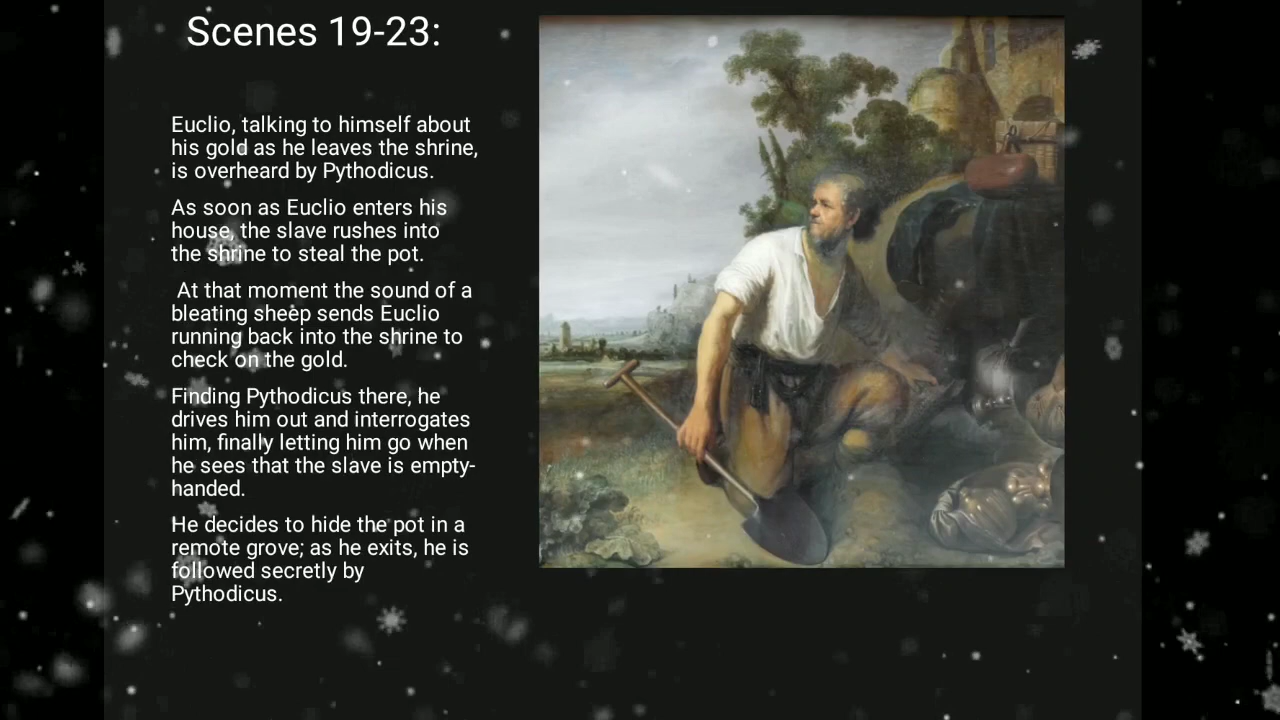 Scenes 19-23:
Euclio, talking to himself about
his gold as he leaves the shrine,
is overheard by Pythodicus.
As soon as Euclio enters his
house, the slave rushes into
the shrine to steal the pot.
At that moment the sound of a
bleating sheep sends Euclio
running back into the shrine to
check on the gold.
Finding Pythodicus there, he
drives him out and interrogates
him, finally letting him go when
he sees that the slave is empty-
handed.
He decides to hide the pot in a
remote grove; as he exits, he is
followed secretly by
Pythodicus.